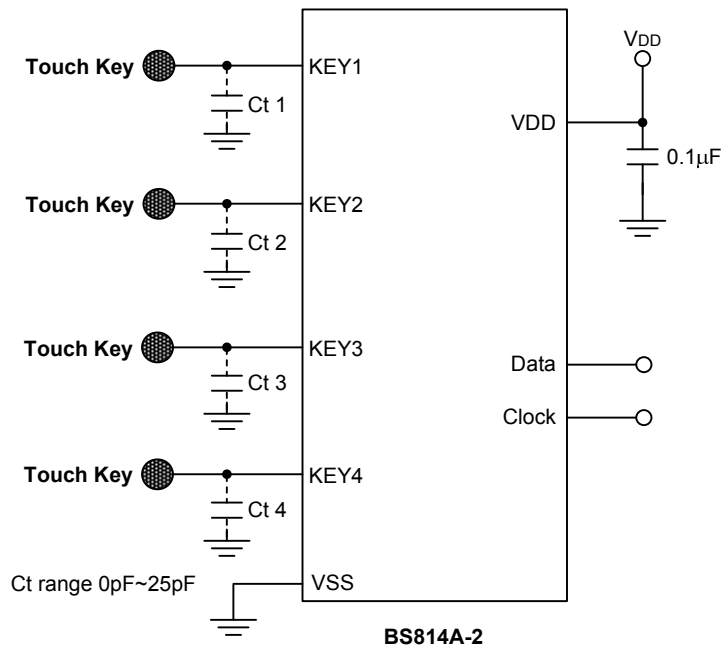 Touch Key
KEY1
Ct 1
Touch Key
KEY2
Ct 2
Touch Key
KEY3
Ct 3
Touch Key
KEY4
Ct 4
Ct range 0pF~25pF
VSS
VDD
VDD
0.1μF
Data
Clock
BS814A-2